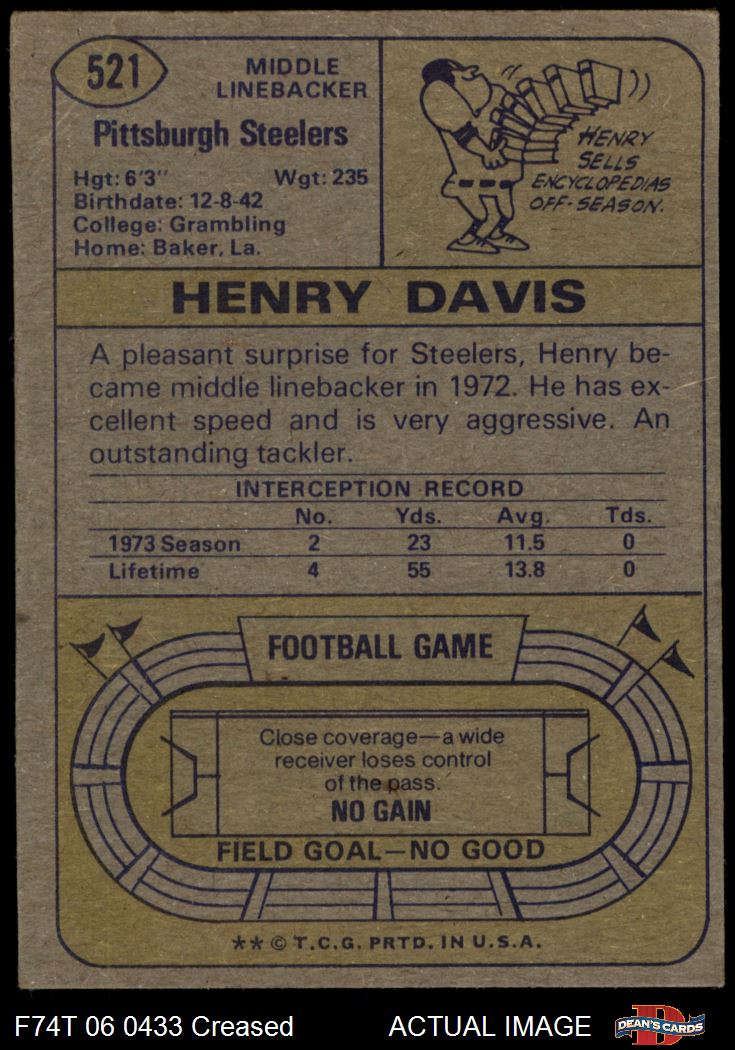 521
MIDDLE
LINEBACKER
Pittsburgh Steelers
Hgt: 6'3" Wgt: 235
Birthdate: 12-8-42
College: Grambling
Home: Baker, La.
HENRY
SELLS
ENCYCLOPEDIAS
OFF-SEASON.
HENRY DAVIS
A pleasant surprise for Steelers, Henry be-
came middle linebacker in 1972. He has ex-
cellent speed and is very aggressive. An
outstanding tackler.
INTERCEPTION RECORD
No. Yds. Avg. Tds.
1973 Season 2 23 11.5 0
Lifetime 4 55 13.8 0
FOOTBALL GAME
Close coverage—a wide
receiver loses control
of the pass.
NO GAIN
FIELD GOAL—NO GOOD
** © T.C.G. PRTD. IN U.S.A.
F74T 06 0433 Creased ACTUAL IMAGE
D
DEAN'S CARDS